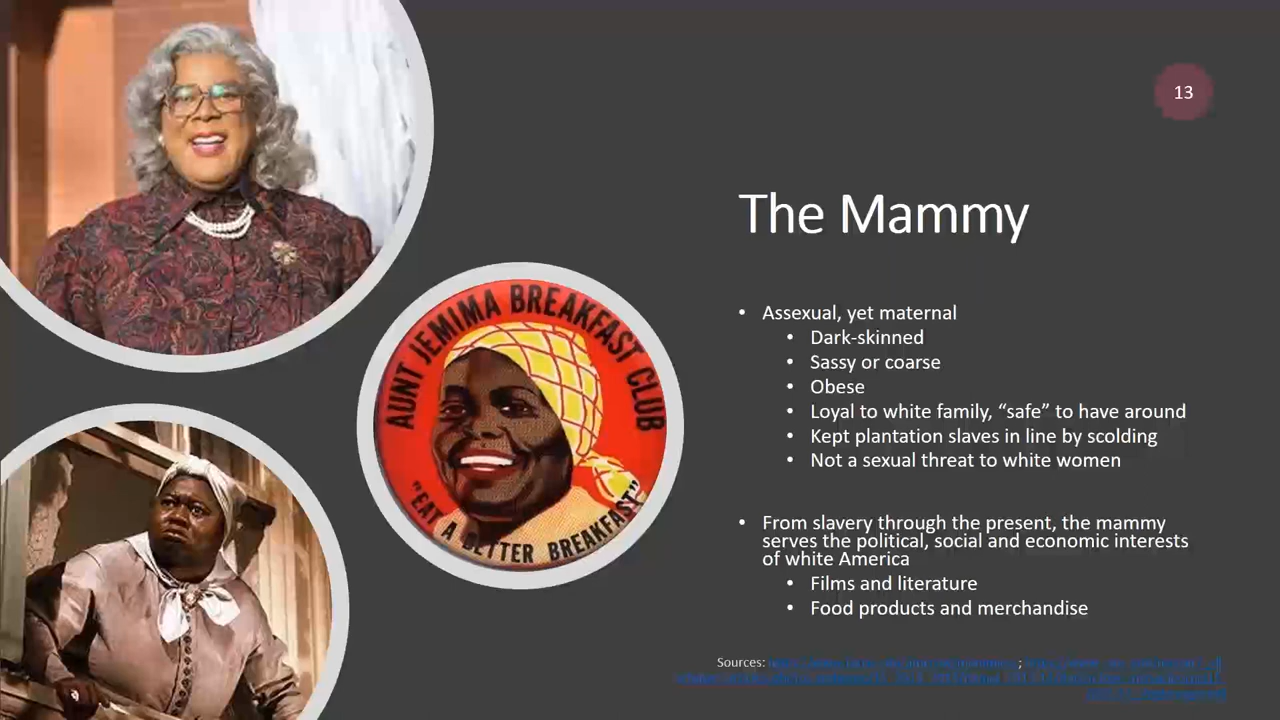 13
The Mammy
• Assexual, yet maternal
• Dark-skinned
• Sassy or coarse
• Obese
• Loyal to white family, “safe” to have around
• Kept plantation slaves in line by scolding
• Not a sexual threat to white women
• From slavery through the present, the mammy
serves the political, social and economic interests
of white America
• Films and literature
• Food products and merchandise
Sources:
AUNT JEMIMA BREAKFAST CLUB
"EAT A BETTER BREAKFAST"